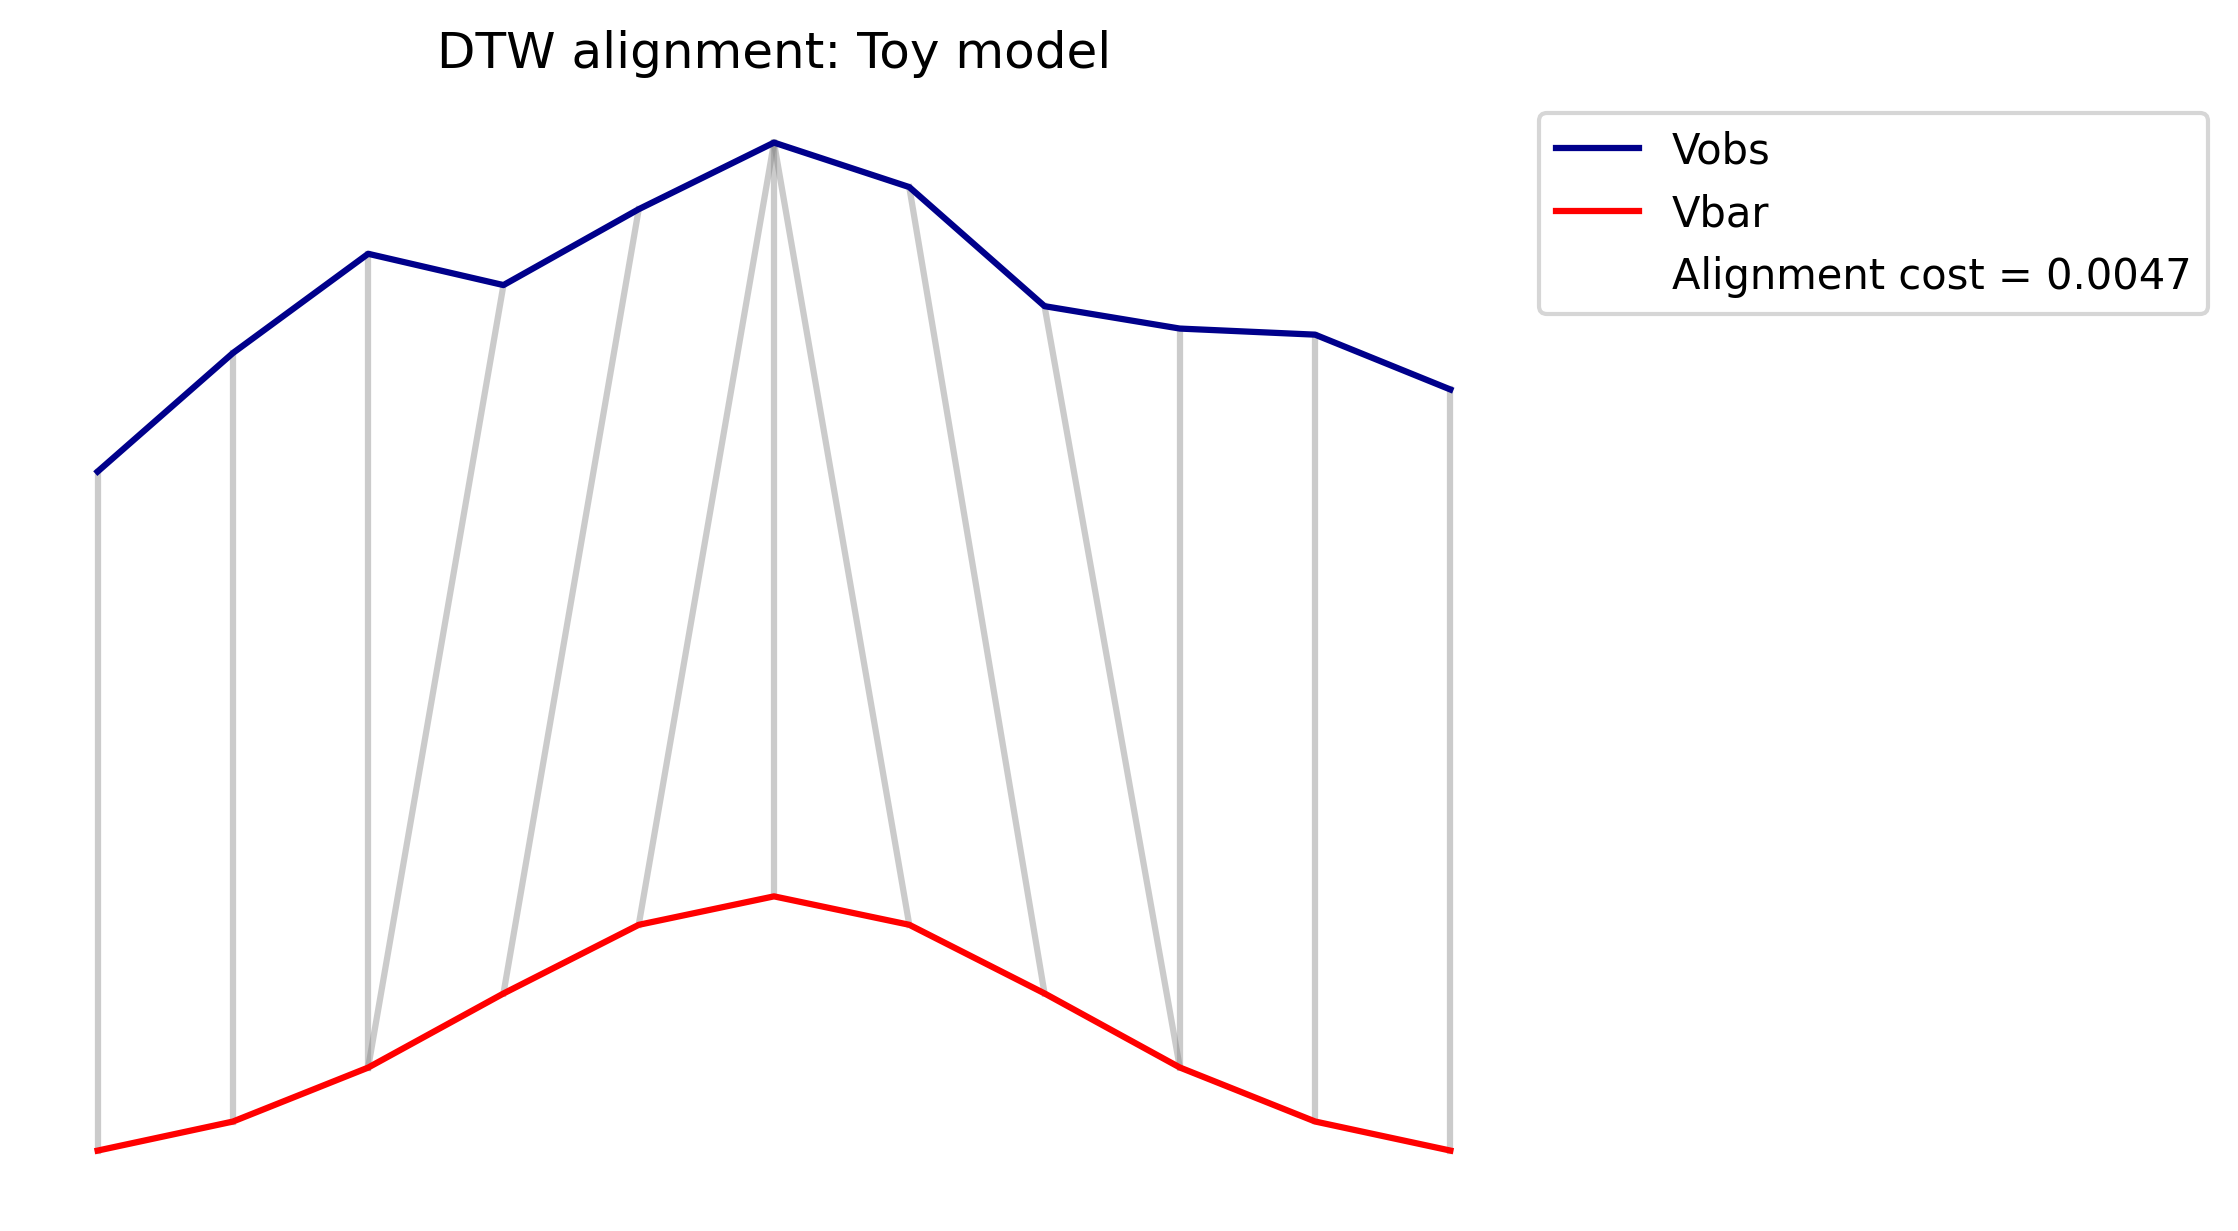 DTW alignment: Toy model
Vobs
Vbar
Alignment cost = 0.0047